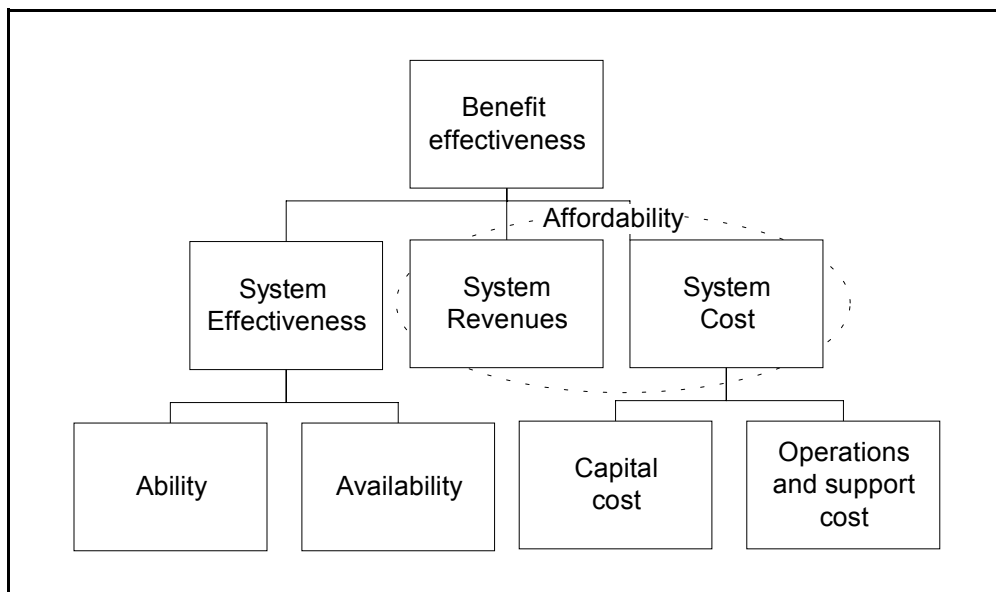 Benefit
effectiveness
Affordability
System
Effectiveness
System
Revenues
System
Cost
Ability
Availability
Capital
cost
Operations
and support
cost